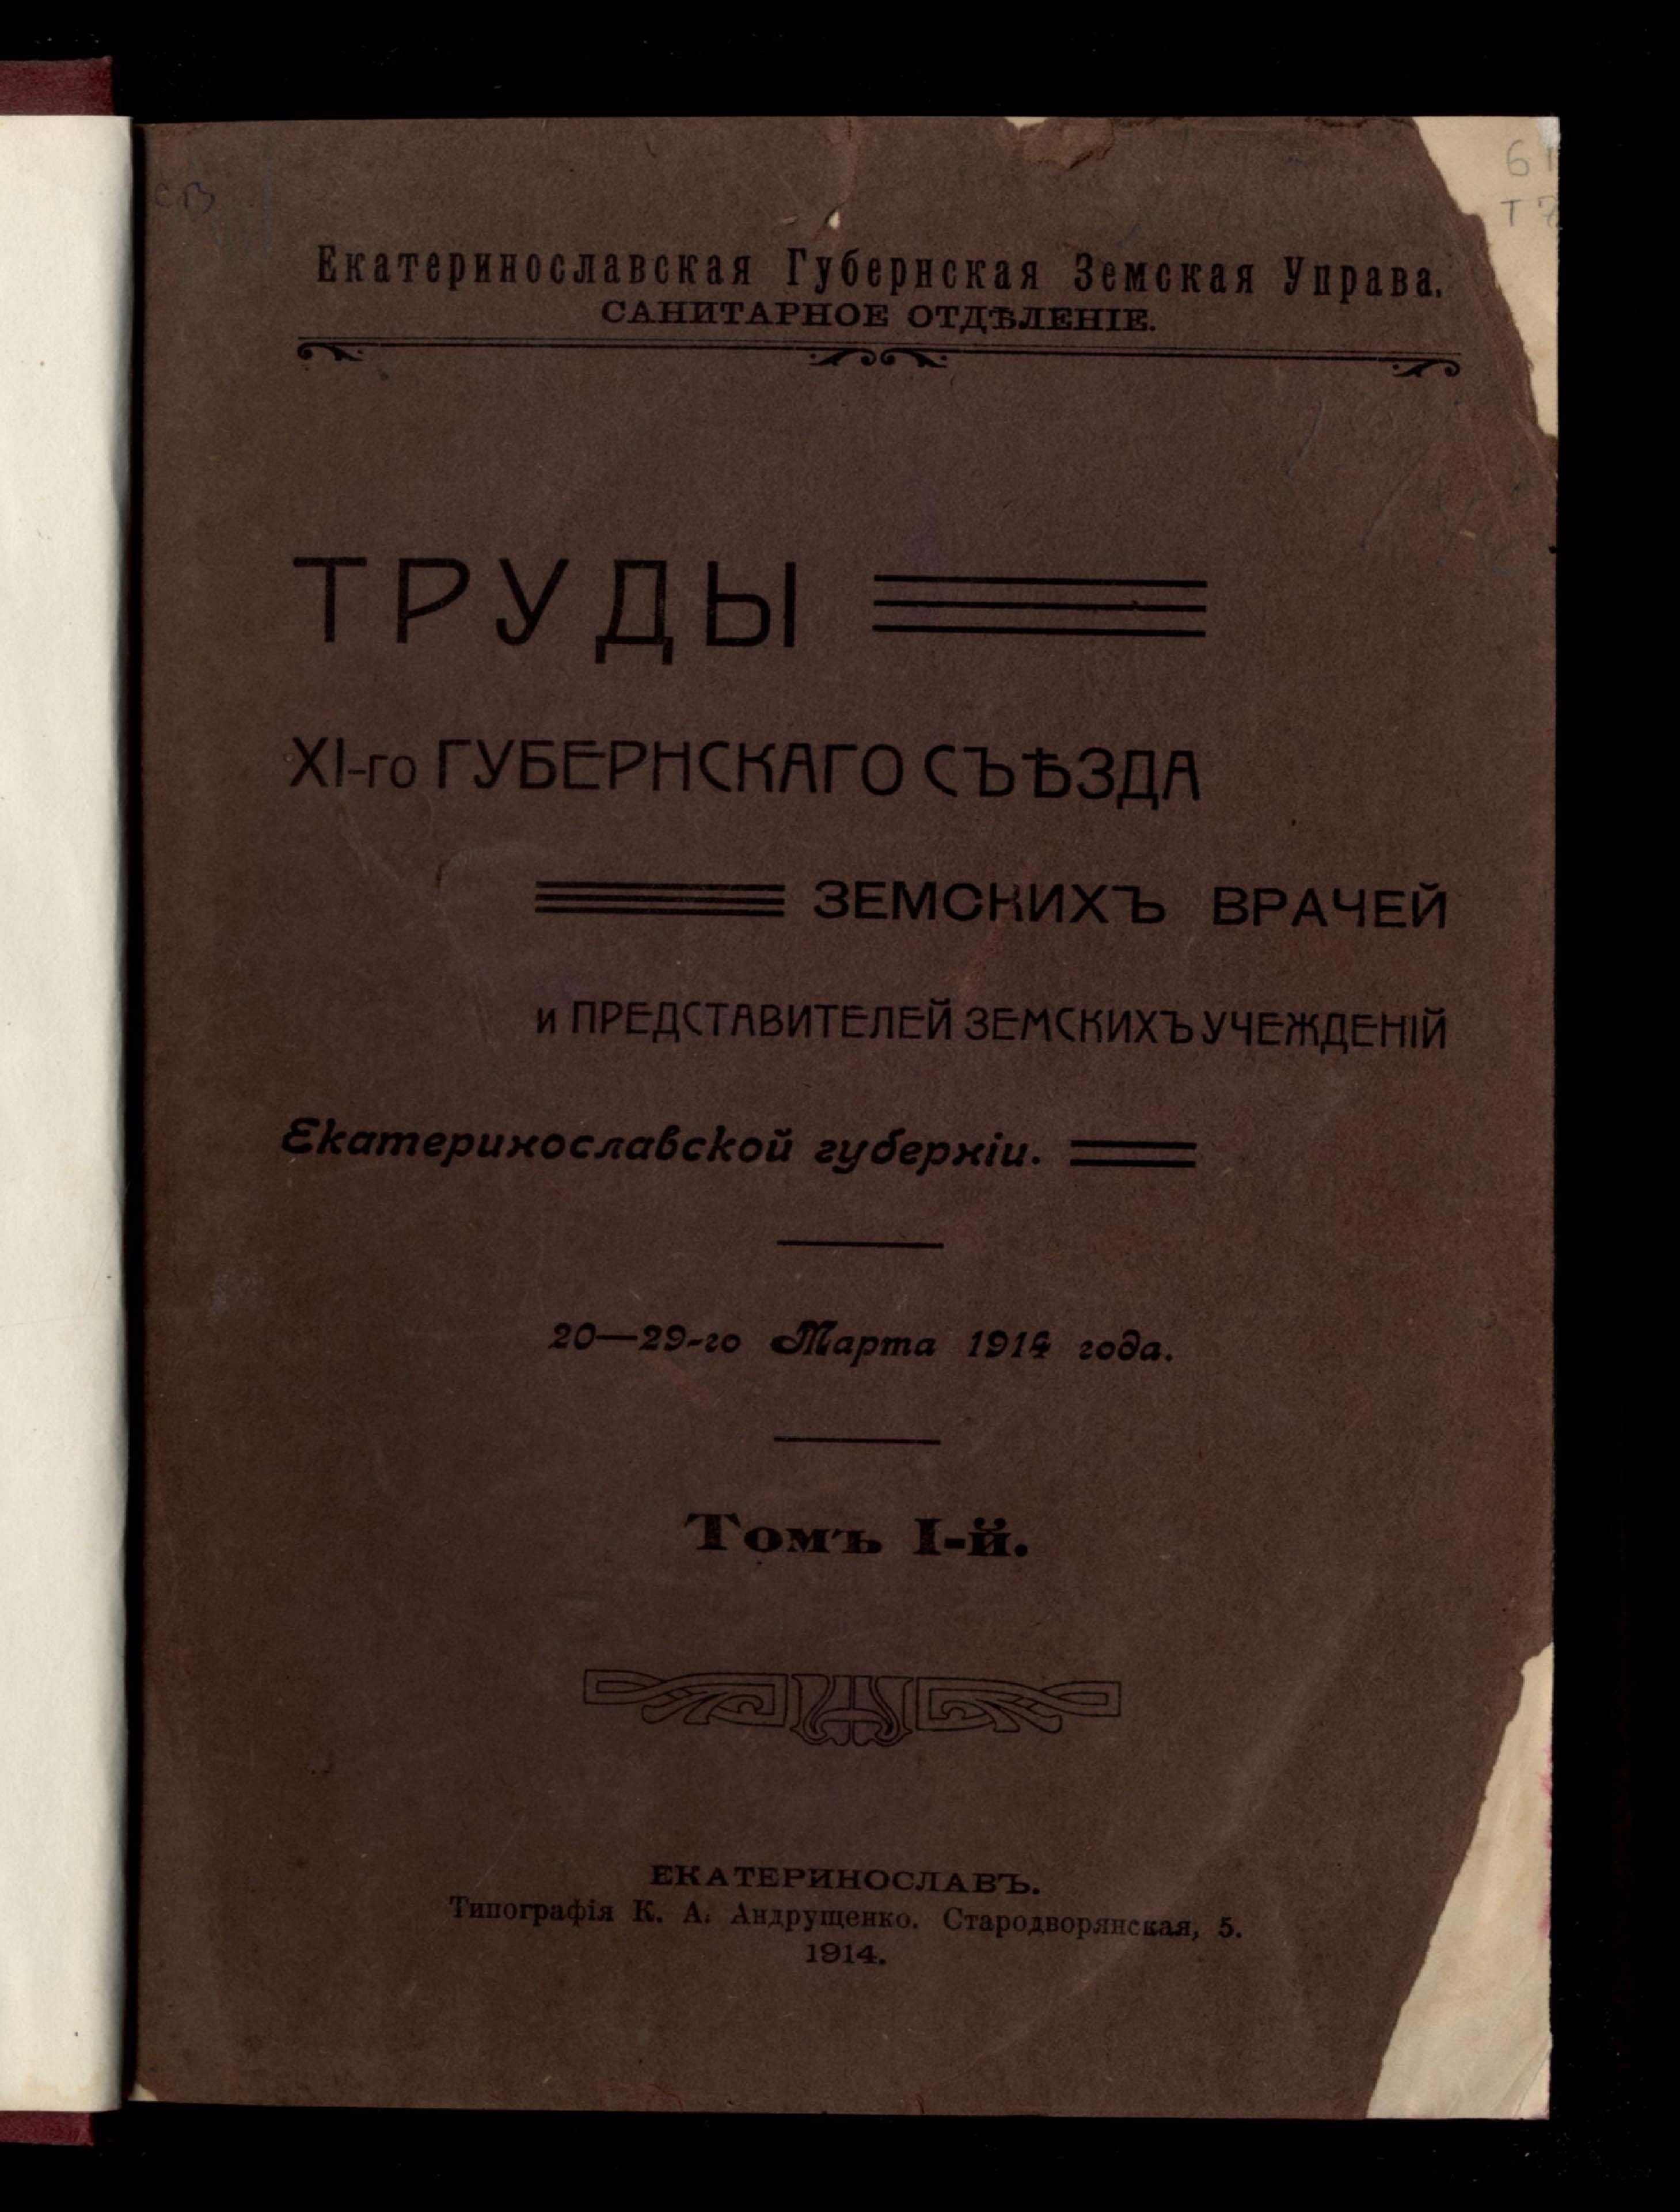 Екатеринославская Губернская Земская Управа.
САНИТАРНОЕ ОТДѢЛЕНІЕ.
ТРУДЫ
XI-го ГУБЕРНСКАГО СЪѢЗДА
ЗЕМСКИХЪ ВРАЧЕЙ
и ПРЕДСТАВИТЕЛЕЙ ЗЕМСКИХЪ УЧЕЖДЕНІЙ
Екатеринославской губерніи.
20—29-го Марта 1914 года.
Томъ I-й.
ЕКАТЕРИНОСЛАВЪ.
Типографія К. А. Андрущенко. Стародворянская, 5.
1914.